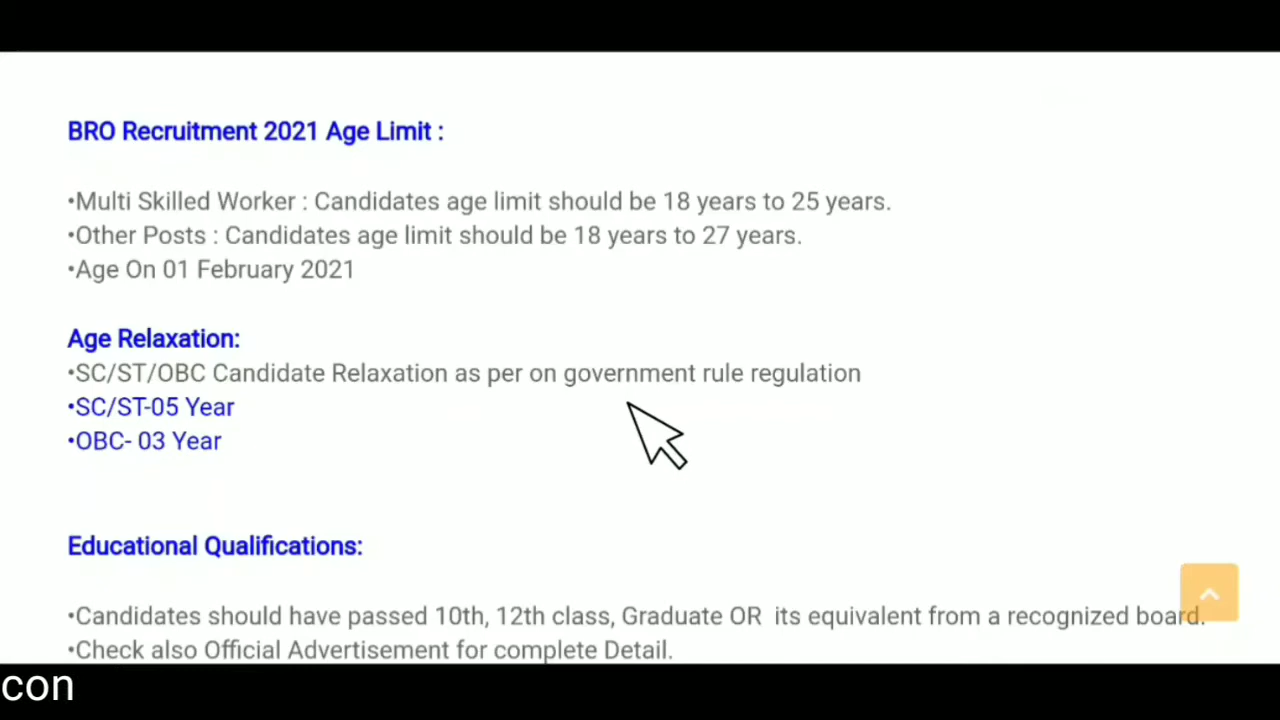 BRO Recruitment 2021 Age Limit :
•Multi Skilled Worker : Candidates age limit should be 18 years to 25 years.
•Other Posts : Candidates age limit should be 18 years to 27 years.
•Age On 01 February 2021
Age Relaxation:
•SC/ST/OBC Candidate Relaxation as per on government rule regulation
•SC/ST-05 Year
•OBC- 03 Year
Educational Qualifications:
•Candidates should have passed 10th, 12th class, Graduate OR  its equivalent from a recognized board.
•Check also Official Advertisement for complete Detail.
con